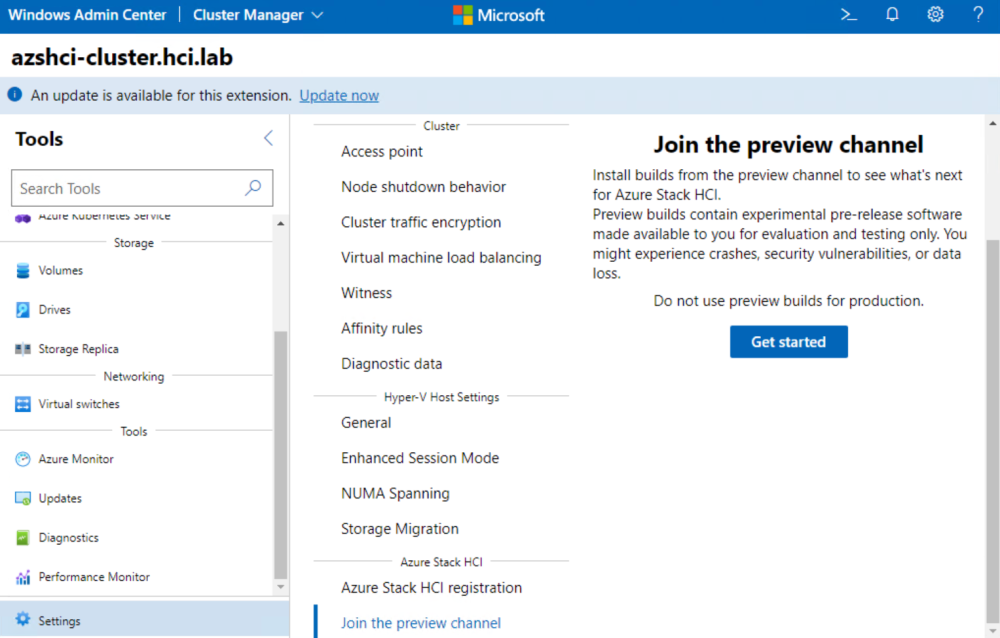 Windows Admin Center
Cluster Manager
Microsoft
azshci-cluster.hci.lab
An update is available for this extension. Update now
Tools
Search Tools
Azure Kubernetes Service
Storage
Volumes
Drives
Storage Replica
Networking
Virtual switches
Tools
Azure Monitor
Updates
Diagnostics
Performance Monitor
Settings
Cluster
Access point
Node shutdown behavior
Cluster traffic encryption
Virtual machine load balancing
Witness
Affinity rules
Diagnostic data
Hyper-V Host Settings
General
Enhanced Session Mode
NUMA Spanning
Storage Migration
Azure Stack HCI
Azure Stack HCI registration
Join the preview channel
Join the preview channel
Install builds from the preview channel to see what's next
for Azure Stack HCI.
Preview builds contain experimental pre-release software
made available to you for evaluation and testing only. You
might experience crashes, security vulnerabilities, or data
loss.
Do not use preview builds for production.
Get started